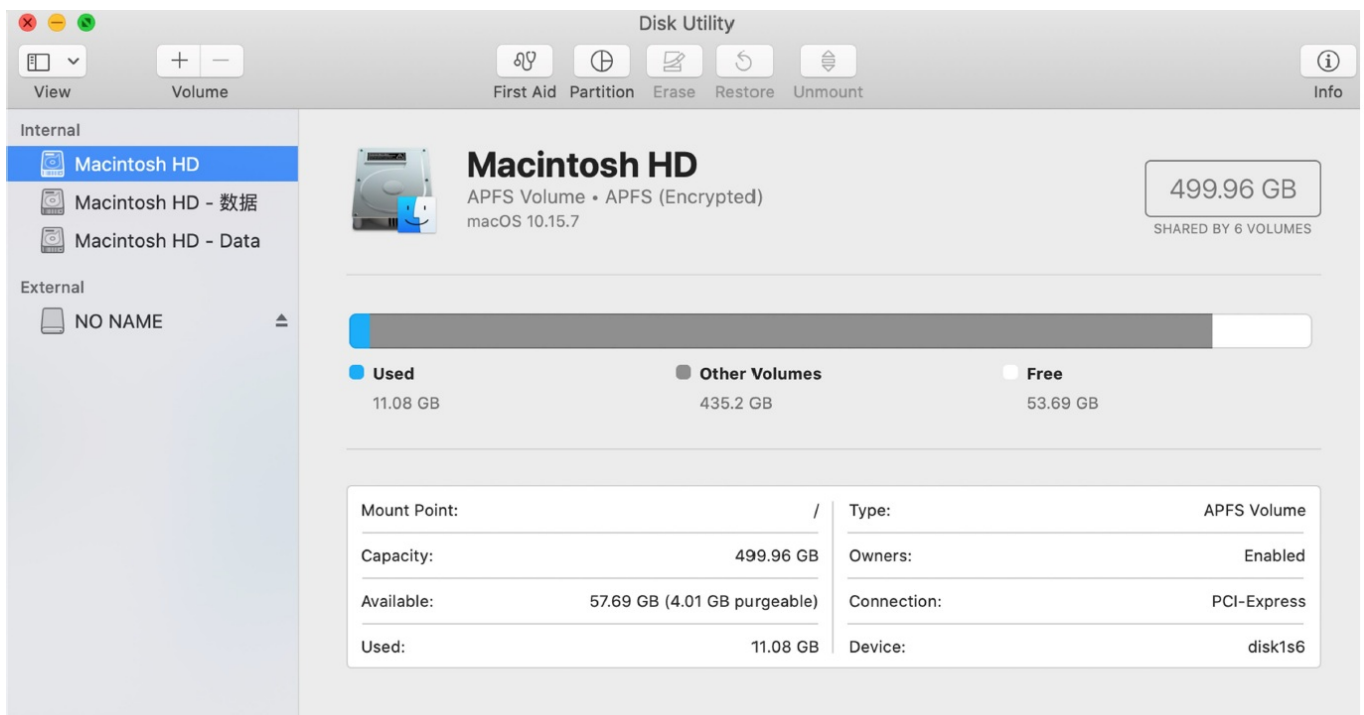 Disk Utility
View
Volume
First Aid
Partition
Erase
Restore
Unmount
Info
Internal
Macintosh HD
Macintosh HD - 数据
Macintosh HD - Data
External
NO NAME
Macintosh HD
APFS Volume • APFS (Encrypted)
macOS 10.15.7
499.96 GB
SHARED BY 6 VOLUMES
Used
11.08 GB
Other Volumes
435.2 GB
Free
53.69 GB
Mount Point: /
Capacity: 499.96 GB
Available: 57.69 GB (4.01 GB purgeable)
Used: 11.08 GB
Type: APFS Volume
Owners: Enabled
Connection: PCI-Express
Device: disk1s6